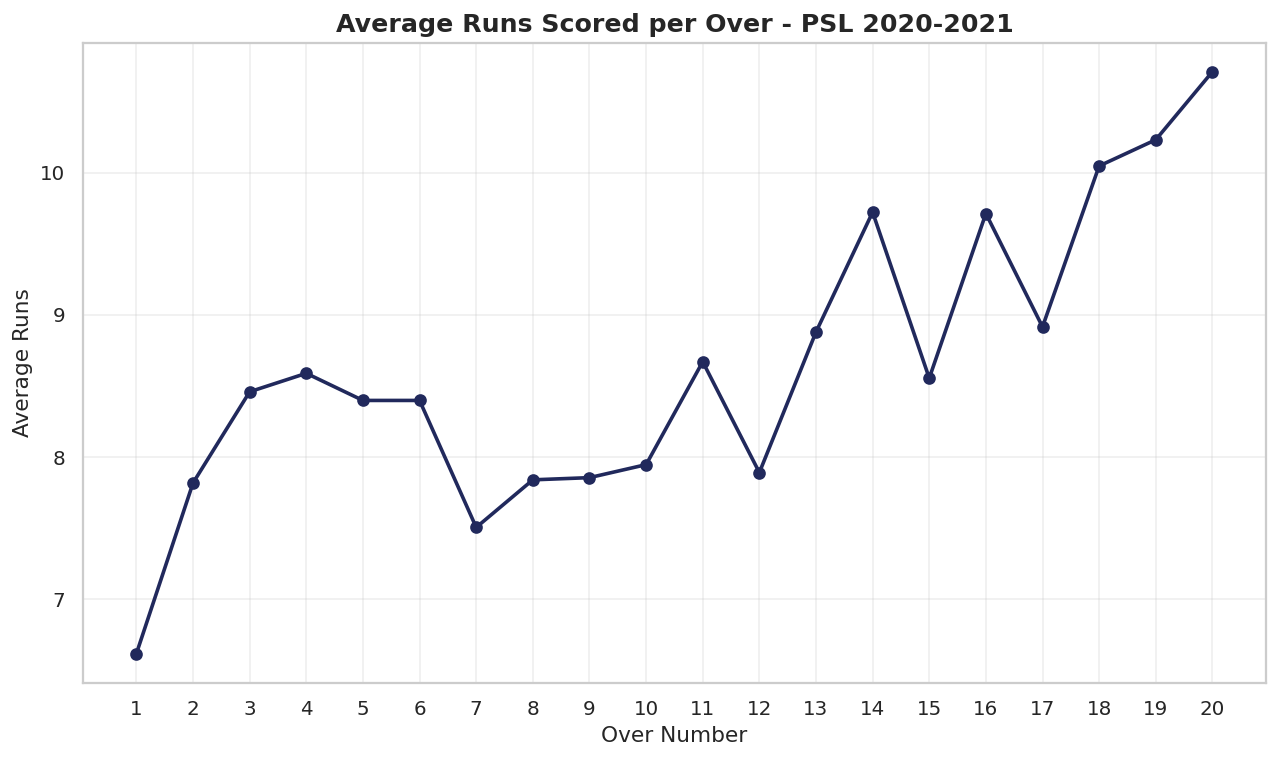 Average Runs Scored per Over - PSL 2020-2021
10
9
8
7
Average Runs
1 2 3 4 5 6 7 8 9 10 11 12 13 14 15 16 17 18 19 20
Over Number